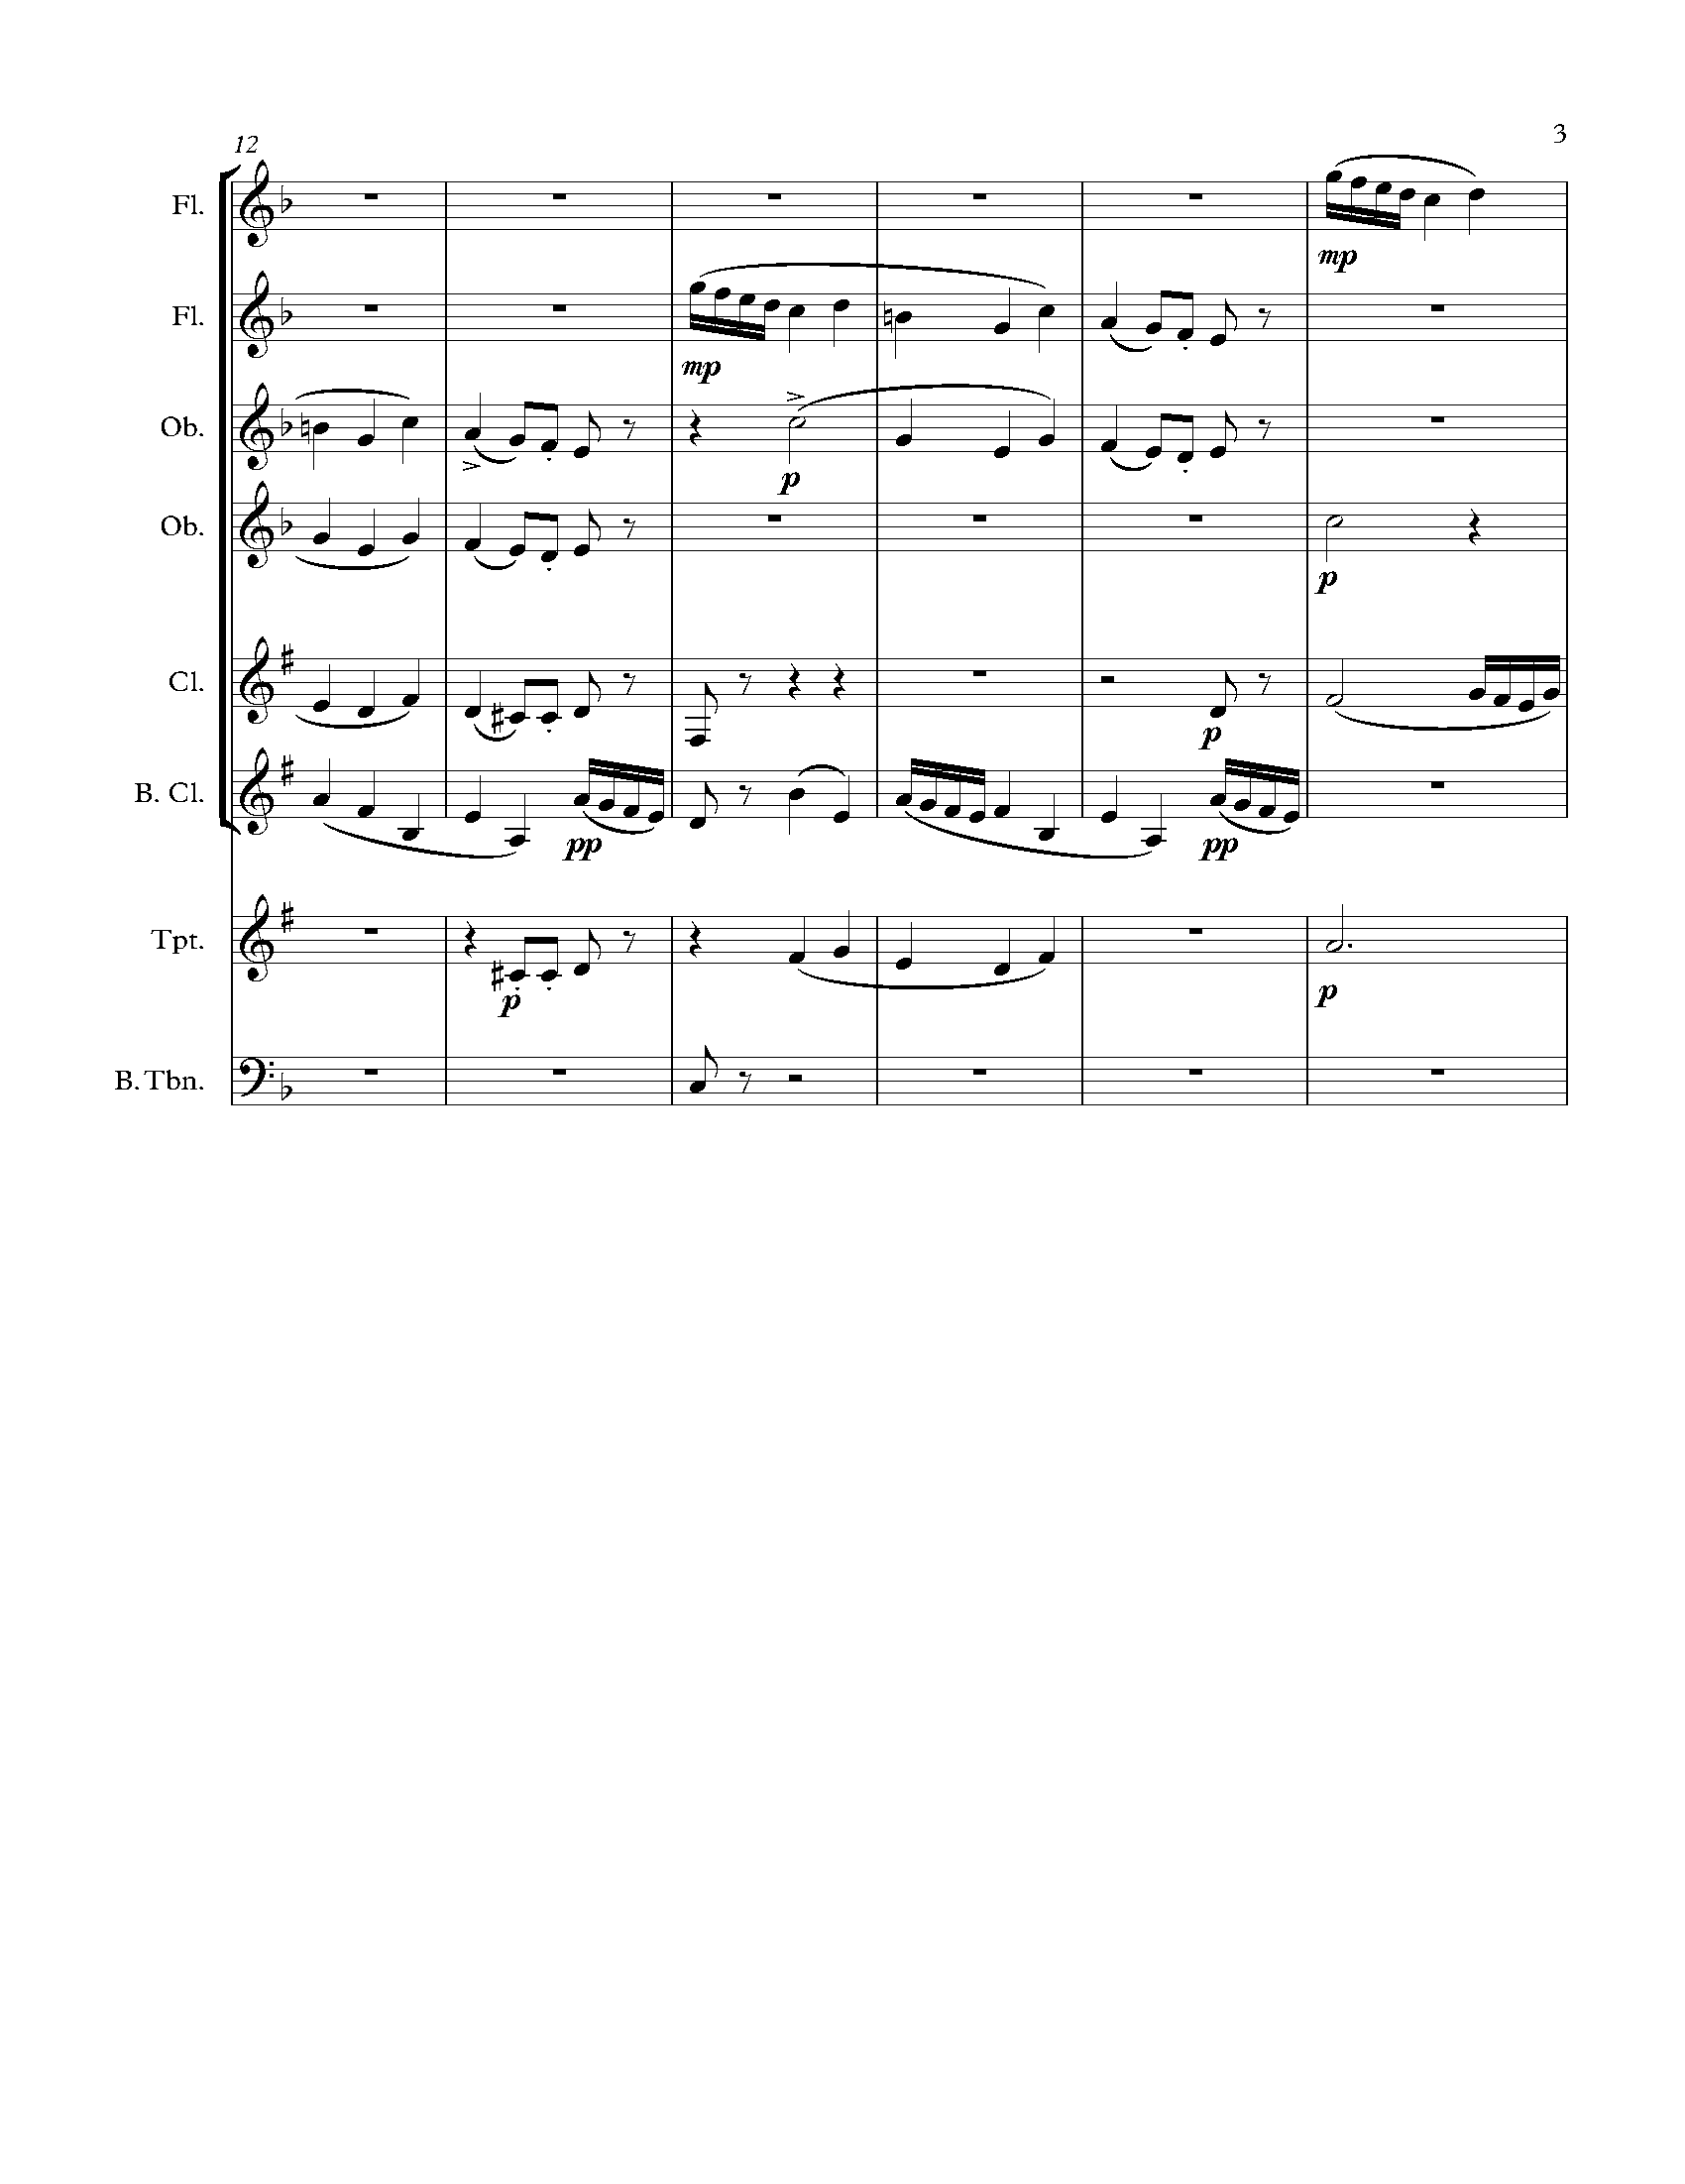 12
3
Fl.
mp
Fl.
mp
Ob.
p
Ob.
p
Cl.
p
B. Cl.
pp pp
Tpt.
p p
B. Tbn.